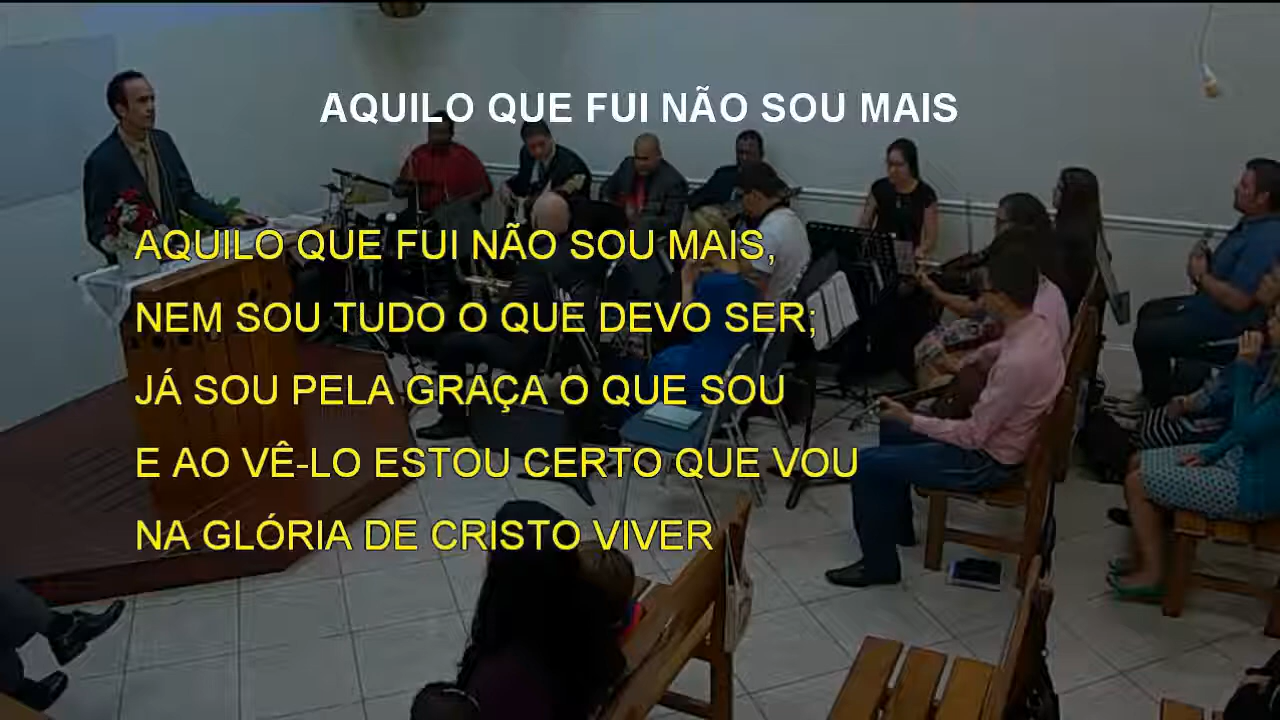 AQUILO QUE FUI NÃO SOU MAIS
AQUILO QUE FUI NÃO SOU MAIS,
NEM SOU TUDO O QUE DEVO SER;
JÁ SOU PELA GRAÇA O QUE SOU
E AO VÊ-LO ESTOU CERTO QUE VOU
NA GLÓRIA DE CRISTO VIVER